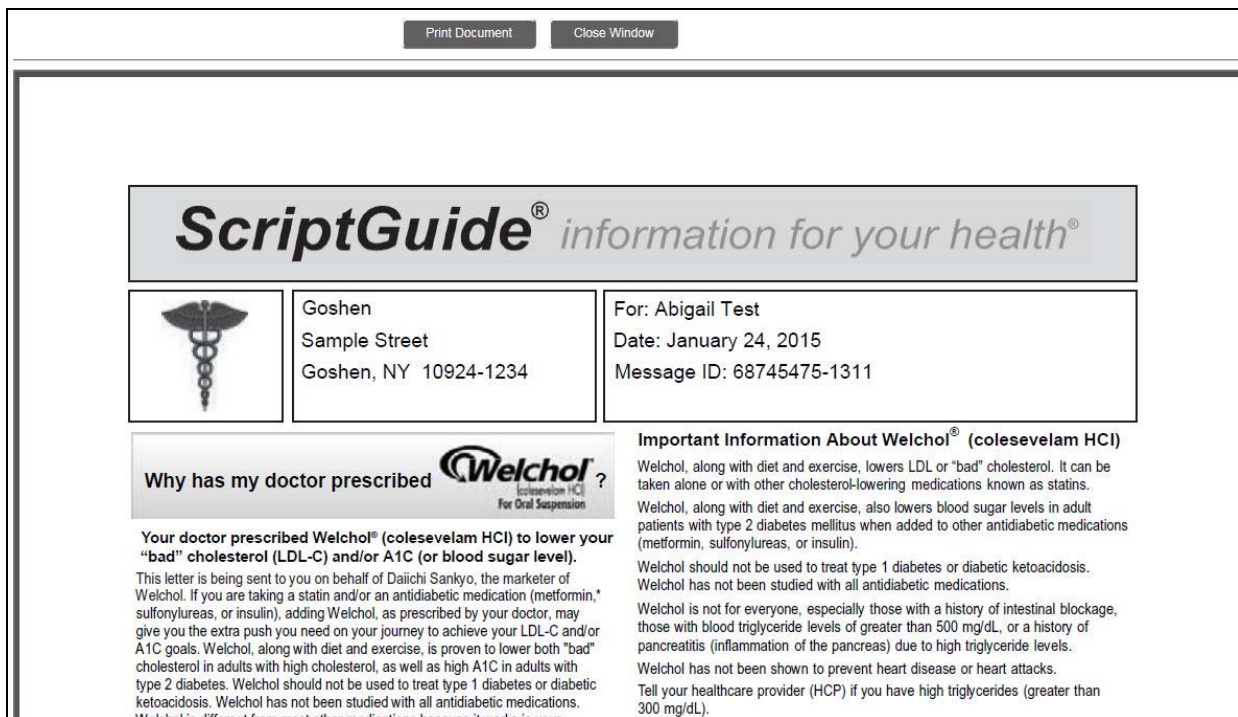 Print Document
Close Window
ScriptGuide® information for your health®
Goshen
Sample Street
Goshen, NY 10924-1234
For: Abigail Test
Date: January 24, 2015
Message ID: 68745475-1311
Why has my doctor prescribed Welchol® ?
(colesevelam HCl)
For Oral Suspension
Your doctor prescribed Welchol® (colesevelam HCl) to lower your
“bad” cholesterol (LDL-C) and/or A1C (or blood sugar level).
This letter is being sent to you on behalf of Daiichi Sankyo, the marketer of
Welchol. If you are taking a statin and/or an antidiabetic medication (metformin,*
sulfonylureas, or insulin), adding Welchol, as prescribed by your doctor, may
give you the extra push you need on your journey to achieve your LDL-C and/or
A1C goals. Welchol, along with diet and exercise, is proven to lower both "bad"
cholesterol in adults with high cholesterol, as well as high A1C in adults with
type 2 diabetes. Welchol should not be used to treat type 1 diabetes or diabetic
ketoacidosis. Welchol has not been studied with all antidiabetic medications.
Welchol is different from most other medications because it works in your
Important Information About Welchol® (colesevelam HCl)
Welchol, along with diet and exercise, lowers LDL or “bad” cholesterol. It can be
taken alone or with other cholesterol-lowering medications known as statins.
Welchol, along with diet and exercise, also lowers blood sugar levels in adult
patients with type 2 diabetes mellitus when added to other antidiabetic medications
(metformin, sulfonylureas, or insulin).
Welchol should not be used to treat type 1 diabetes or diabetic ketoacidosis.
Welchol has not been studied with all antidiabetic medications.
Welchol is not for everyone, especially those with a history of intestinal blockage,
those with blood triglyceride levels of greater than 500 mg/dL, or a history of
pancreatitis (inflammation of the pancreas) due to high triglyceride levels.
Welchol has not been shown to prevent heart disease or heart attacks.
Tell your healthcare provider (HCP) if you have high triglycerides (greater than
300 mg/dL).